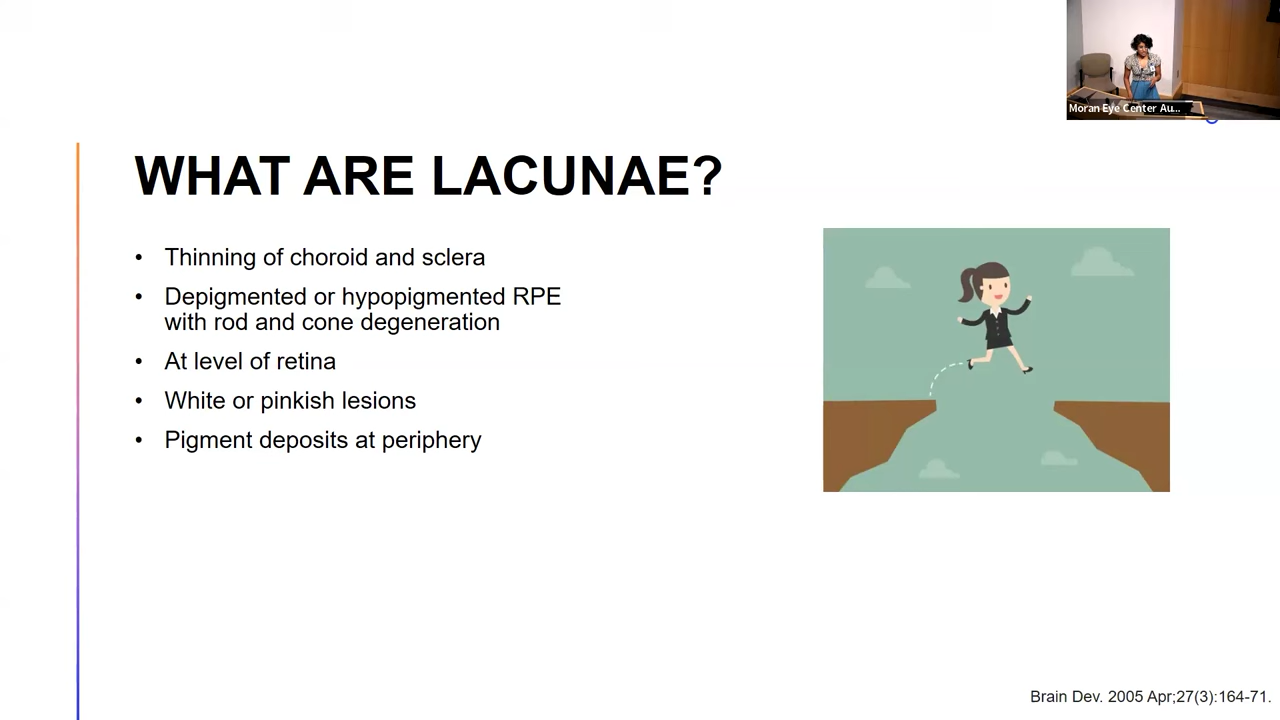 Moran Eye Center Au...
WHAT ARE LACUNAE?
• Thinning of choroid and sclera
• Depigmented or hypopigmented RPE
with rod and cone degeneration
• At level of retina
• White or pinkish lesions
• Pigment deposits at periphery
Brain Dev. 2005 Apr;27(3):164-71.